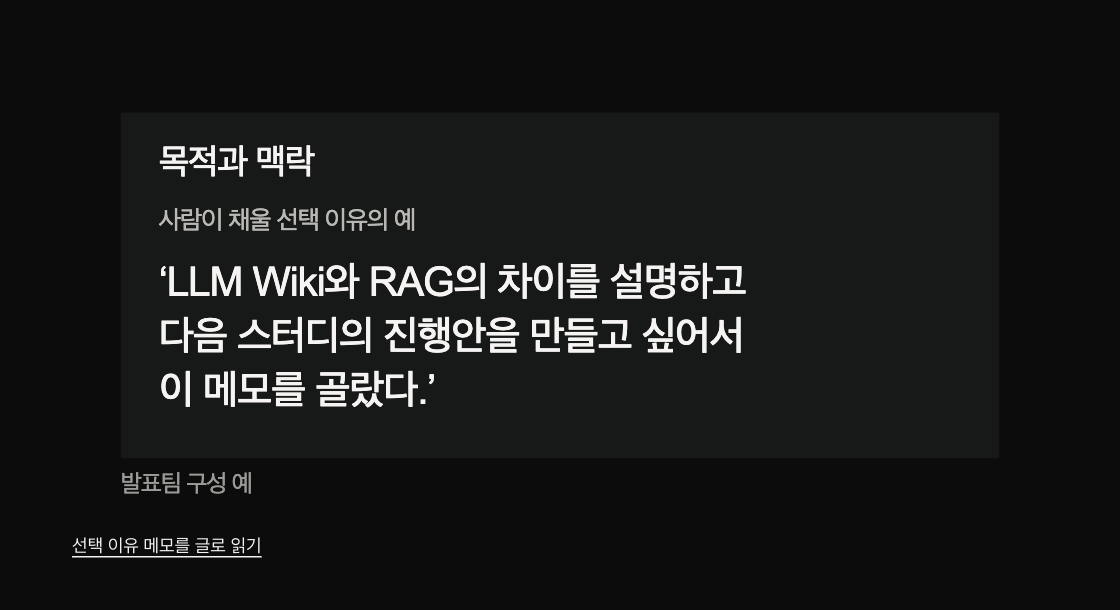 목적과 맥락
사람이 채울 선택 이유의 예
‘LLM Wiki와 RAG의 차이를 설명하고
다음 스터디의 진행안을 만들고 싶어서
이 메모를 골랐다.’
발표팀 구성 예
선택 이유 메모를 글로 읽기